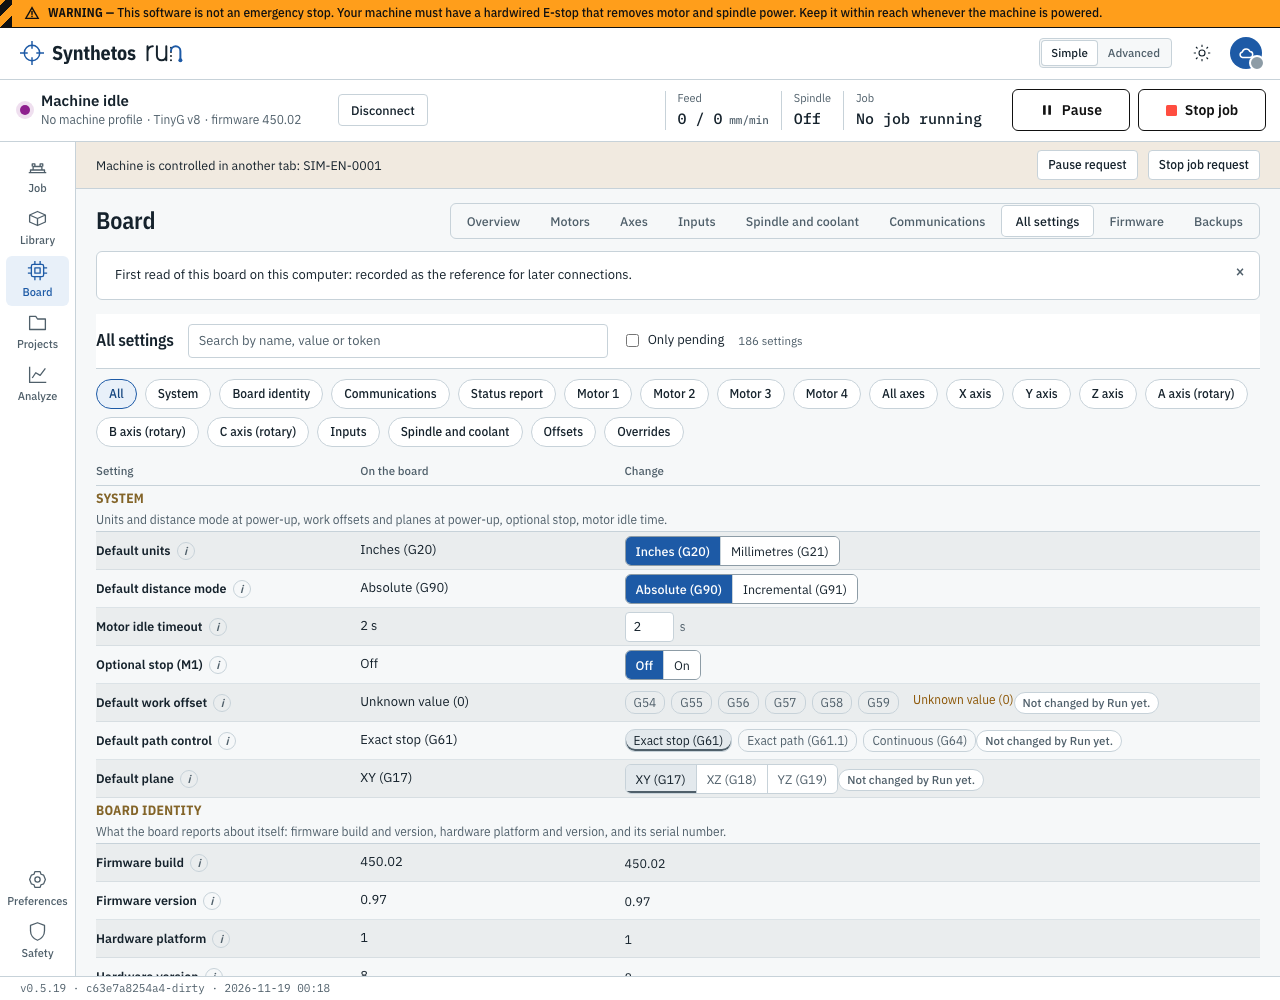 WARNING — This software is not an emergency stop. Your machine must have a hardwired E-stop that removes motor and spindle power. Keep it within reach whenever the machine is powered.
Synthetos run
Simple Advanced
Machine idle
No machine profile · TinyG v8 · firmware 450.02
Disconnect
Feed
0 / 0 mm/min
Spindle
Off
Job
No job running
Pause
Stop job
Job
Library
Board
Projects
Analyze
Preferences
Safety
Machine is controlled in another tab: SIM-EN-0001
Pause request
Stop job request
Board
Overview Motors Axes Inputs Spindle and coolant Communications All settings Firmware Backups
First read of this board on this computer: recorded as the reference for later connections.
×
All settings
Search by name, value or token
Only pending
186 settings
All System Board identity Communications Status report Motor 1 Motor 2 Motor 3 Motor 4 All axes X axis Y axis Z axis A axis (rotary)
B axis (rotary) C axis (rotary) Inputs Spindle and coolant Offsets Overrides
Setting On the board Change
SYSTEM
Units and distance mode at power-up, work offsets and planes at power-up, optional stop, motor idle time.
Default units i Inches (G20) Inches (G20) Millimetres (G21)
Default distance mode i Absolute (G90) Absolute (G90) Incremental (G91)
Motor idle timeout i 2 s 2 s
Optional stop (M1) i Off Off On
Default work offset i Unknown value (0) G54 G55 G56 G57 G58 G59 Unknown value (0) Not changed by Run yet.
Default path control i Exact stop (G61) Exact stop (G61) Exact path (G61.1) Continuous (G64) Not changed by Run yet.
Default plane i XY (G17) XY (G17) XZ (G18) YZ (G19) Not changed by Run yet.
BOARD IDENTITY
What the board reports about itself: firmware build and version, hardware platform and version, and its serial number.
Firmware build i 450.02 450.02
Firmware version i 0.97 0.97
Hardware platform i 1 1
Hardware version i 8 8
v0.5.19 · c63e7a8254a4-dirty · 2026-11-19 00:18